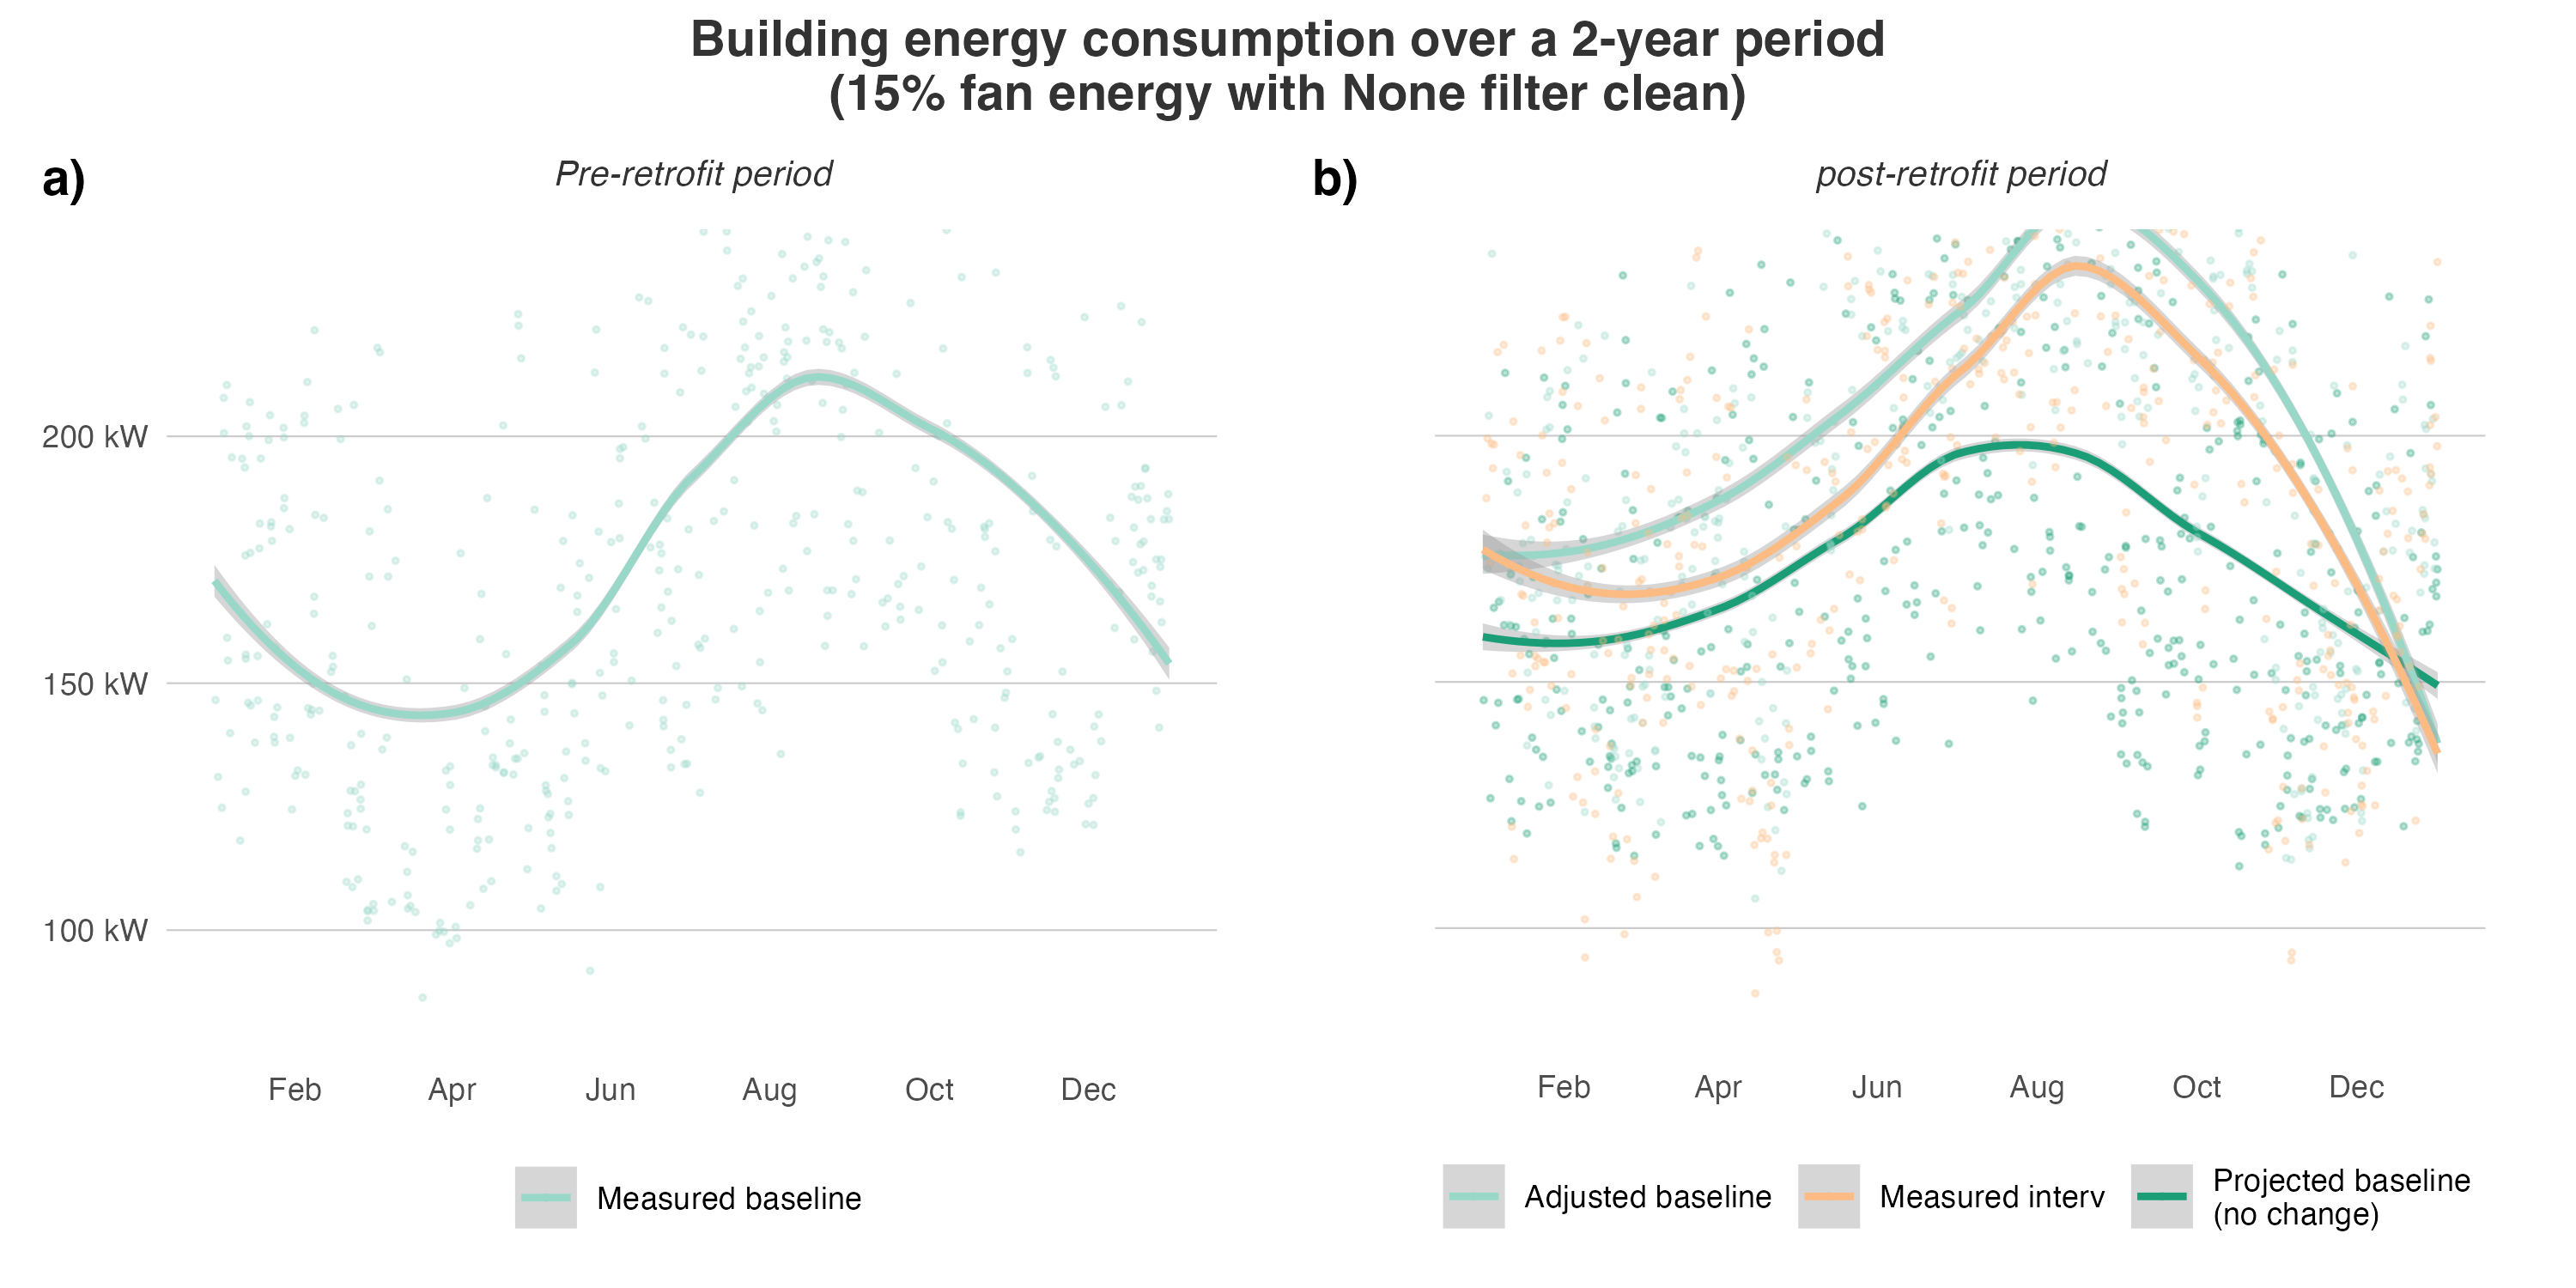 Building energy consumption over a 2-year period
(15% fan energy with None filter clean)
a)
Pre-retrofit period
200 kW
150 kW
100 kW
Feb Apr Jun Aug Oct Dec
Measured baseline
b)
post-retrofit period
Feb Apr Jun Aug Oct Dec
Adjusted baseline
Measured interv
Projected baseline
(no change)